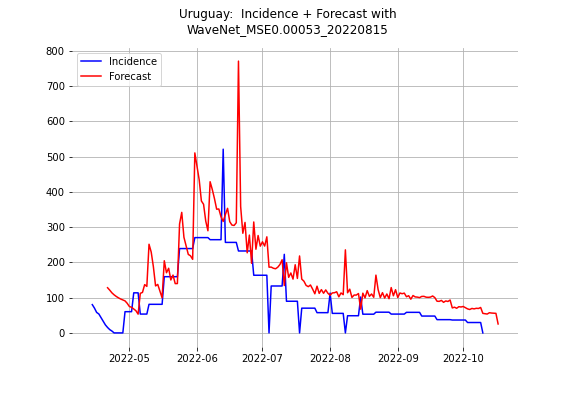 Uruguay:  Incidence + Forecast with
WaveNet_MSE0.00053_20220815
Incidence
Forecast
800
700
600
500
400
300
200
100
0
2022-05 2022-06 2022-07 2022-08 2022-09 2022-10